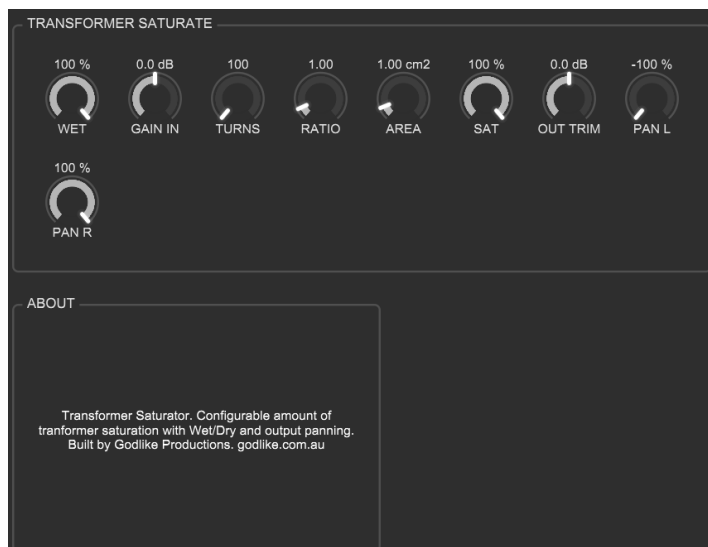 TRANSFORMER SATURATE
100 % 0.0 dB 100 1.00 1.00 cm2 100 % 0.0 dB -100 %
WET GAIN IN TURNS RATIO AREA SAT OUT TRIM PAN L
100 %
PAN R
ABOUT
Transformer Saturator. Configurable amount of
tranformer saturation with Wet/Dry and output panning.
Built by Godlike Productions. godlike.com.au